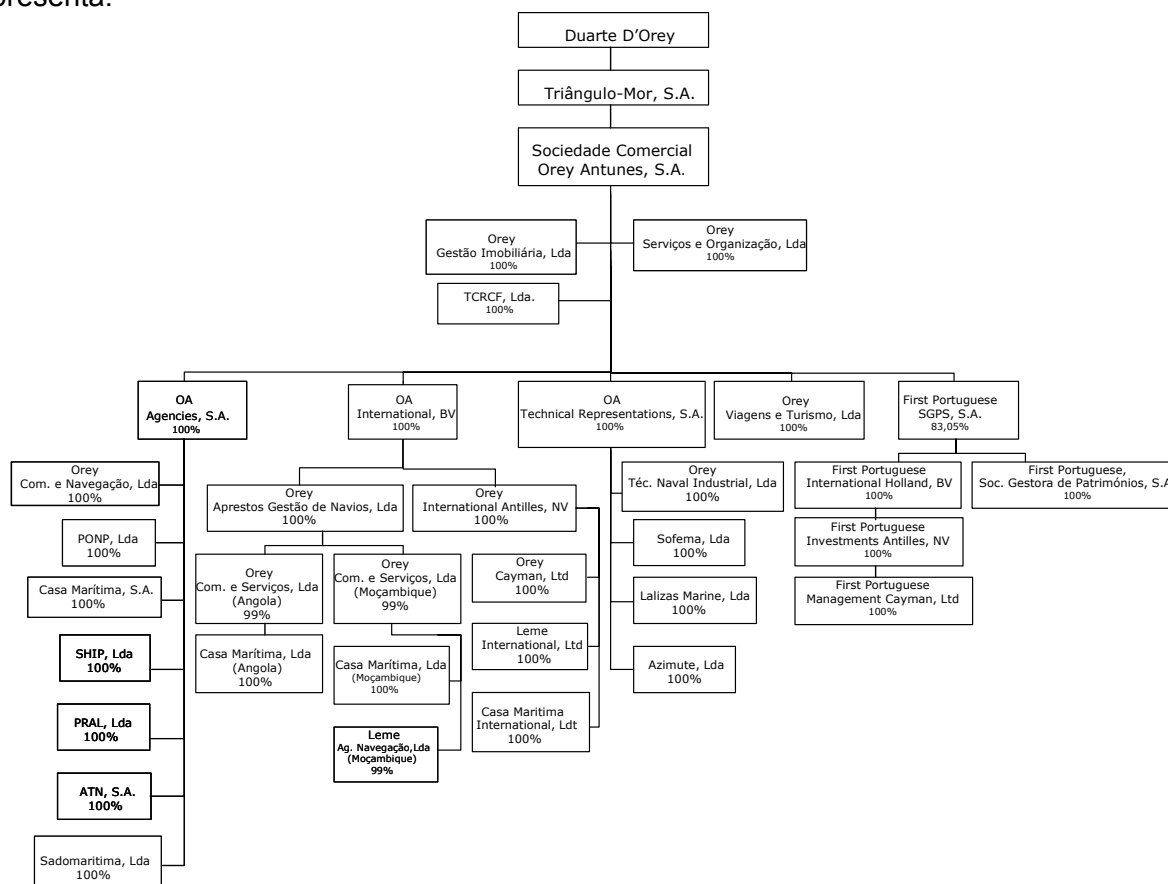 presenta:
Duarte D'Orey
Triângulo-Mor, S.A.
Sociedade Comercial
Orey Antunes, S.A.
Orey
Gestão Imobiliária, Lda
100%
Orey
Serviços e Organização, Lda
100%
TCRCF, Lda.
100%
OA
Agencies, S.A.
100%
OA
International, BV
100%
OA
Technical Representations, S.A.
100%
Orey
Viagens e Turismo, Lda
100%
First Portuguese
SGPS, S.A.
83,05%
Orey
Com. e Navegação, Lda
100%
PONP, Lda
100%
Casa Marítima, S.A.
100%
SHIP, Lda
100%
PRAL, Lda
100%
ATN, S.A.
100%
Sadomaritima, Lda
100%
Orey
Aprestos Gestão de Navios, Lda
100%
Orey
International Antilles, NV
100%
Orey
Com. e Serviços, Lda
(Angola)
99%
Casa Marítima, Lda
(Angola)
100%
Orey
Com. e Serviços, Lda
(Moçambique)
99%
Casa Marítima, Lda
(Moçambique)
100%
Leme
Ag. Navegação,Lda
(Moçambique)
99%
Orey
Cayman, Ltd
100%
Leme
International, Ltd
100%
Casa Maritima
International, Ldt
100%
Orey
Téc. Naval Industrial, Lda
100%
Sofema, Lda
100%
Lalizas Marine, Lda
100%
Azimute, Lda
100%
First Portuguese
International Holland, BV
100%
First Portuguese,
Soc. Gestora de Patrimónios, S.A
100%
First Portuguese
Investments Antilles, NV
100%
First Portuguese
Management Cayman, Ltd
100%